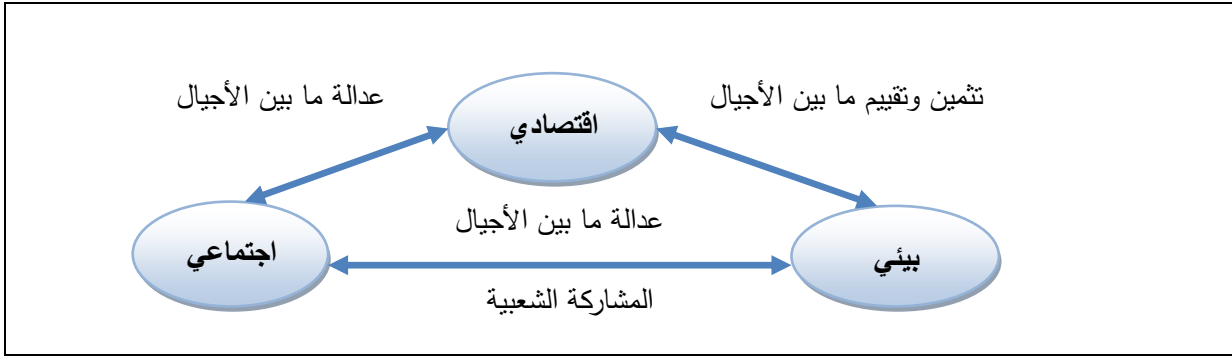 تثمين وتقييم ما بين الأجيال
عدالة ما بين الأجيال
اقتصادي
عدالة ما بين الأجيال
بيئي
اجتماعي
المشاركة الشعبية